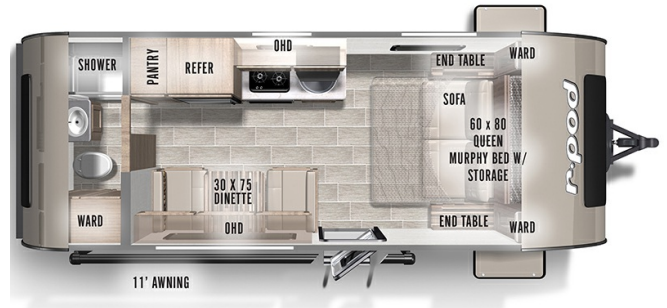 SHOWER
PANTRY
REFER
OHD
END TABLE
WARD
SOFA
60 x 80
QUEEN
MURPHY BED W/
STORAGE
r·pod
30 X 75
DINETTE
OHD
WARD
END TABLE
WARD
11' AWNING